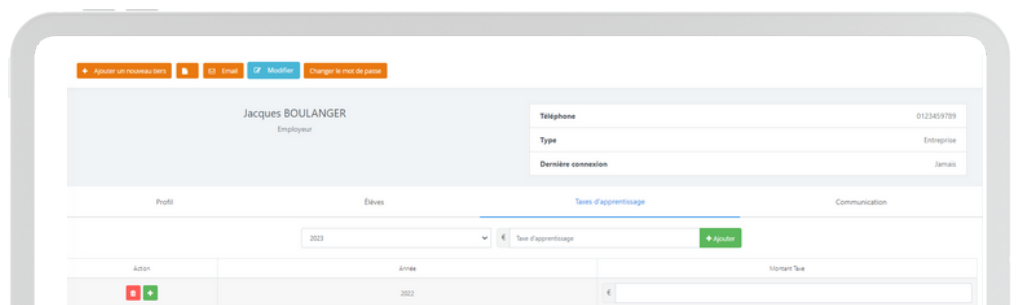 Ajouter un nouveau tiers Email Modifier Changer le mot de passe
Jacques BOULANGER
Employeur
Téléphone 0123459789
Type Entreprise
Dernière connexion Jamais
Profil Élèves Taxes d'apprentissage Communication
2023 € Taxe d'apprentissage Ajouter
Action Année Montant Taxe
2022 €